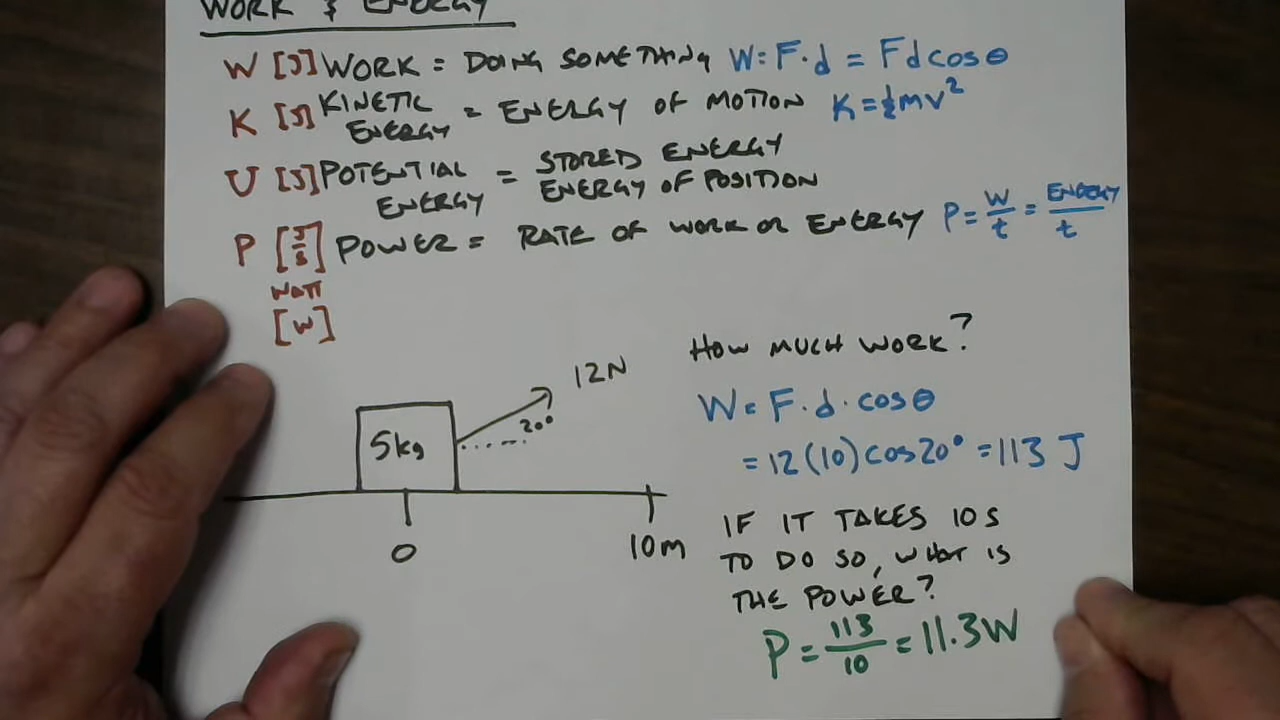 WORK & ENERGY
W [J] WORK = DOING SOMETHING W = F · d = Fd cos θ
K [J] KINETIC ENERGY = ENERGY OF MOTION K = ½mv²
U [J] POTENTIAL ENERGY = STORED ENERGY
ENERGY OF POSITION
P [J/s] POWER = RATE OF WORK OR ENERGY P = W/t = ENERGY/t
WATT
[W]
HOW MUCH WORK?
W = F · d · cos θ
= 12(10) cos 20° = 113 J
12N
20°
5kg
0
10m
IF IT TAKES 10 S
TO DO SO, WHAT IS
THE POWER?
P = 113/10 = 11.3W